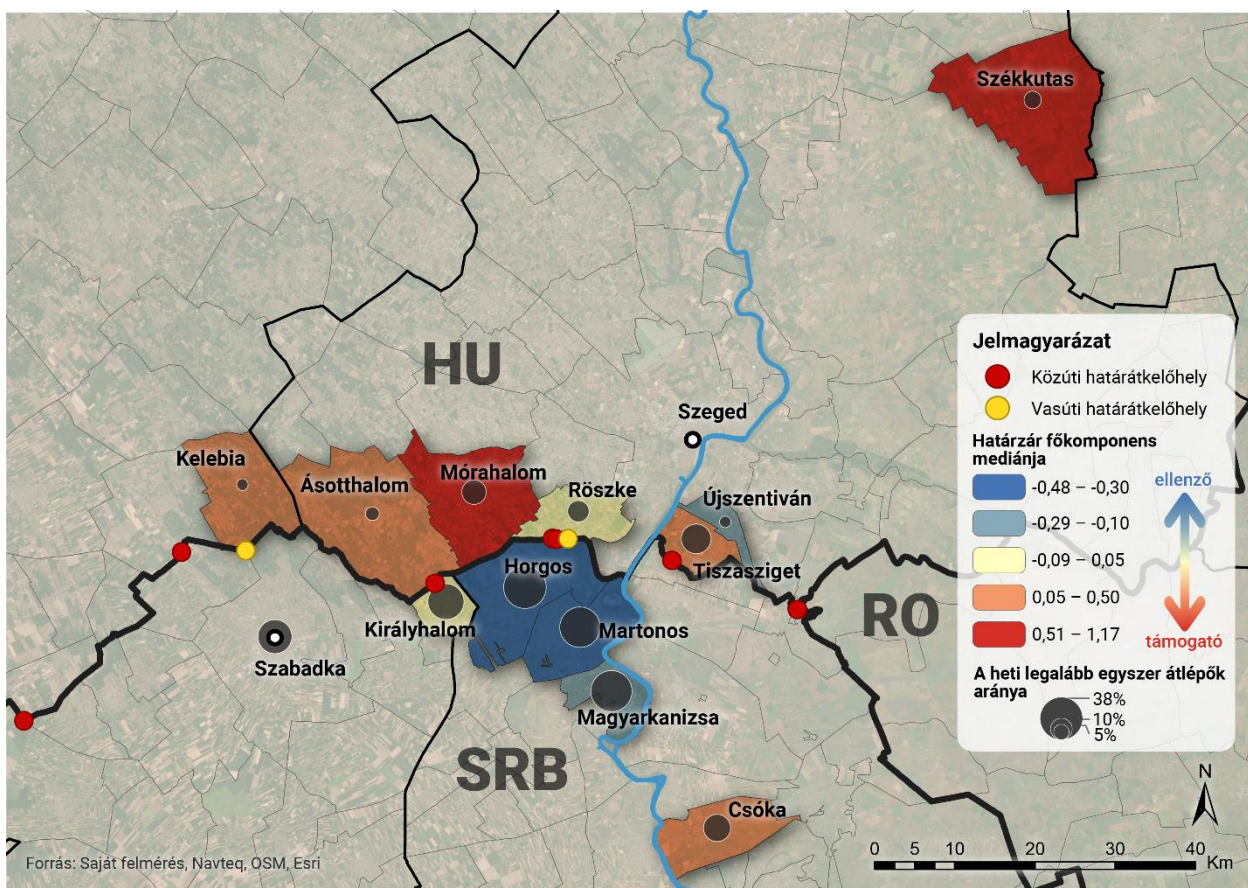 Székkutas
HU
Szeged
Kelebia
Ásotthalom
Mórahalom
Röszke
Újszentiván
Tiszasziget
Horgos
Királyhalom
Martonos
Szabadka
Magyarkanizsa
RO
SRB
Csóka
Jelmagyarázat
Közúti határátkelőhely
Vasúti határátkelőhely
Határzár főkomponens
mediánja
-0,48 – -0,30
ellenző
-0,29 – -0,10
-0,09 – 0,05
0,05 – 0,50
0,51 – 1,17
támogató
A heti legalább egyszer átlépők
aránya
38%
10%
5%
N
0 5 10 20 30 40
Km
Forrás: Saját felmérés, Navteq, OSM, Esri